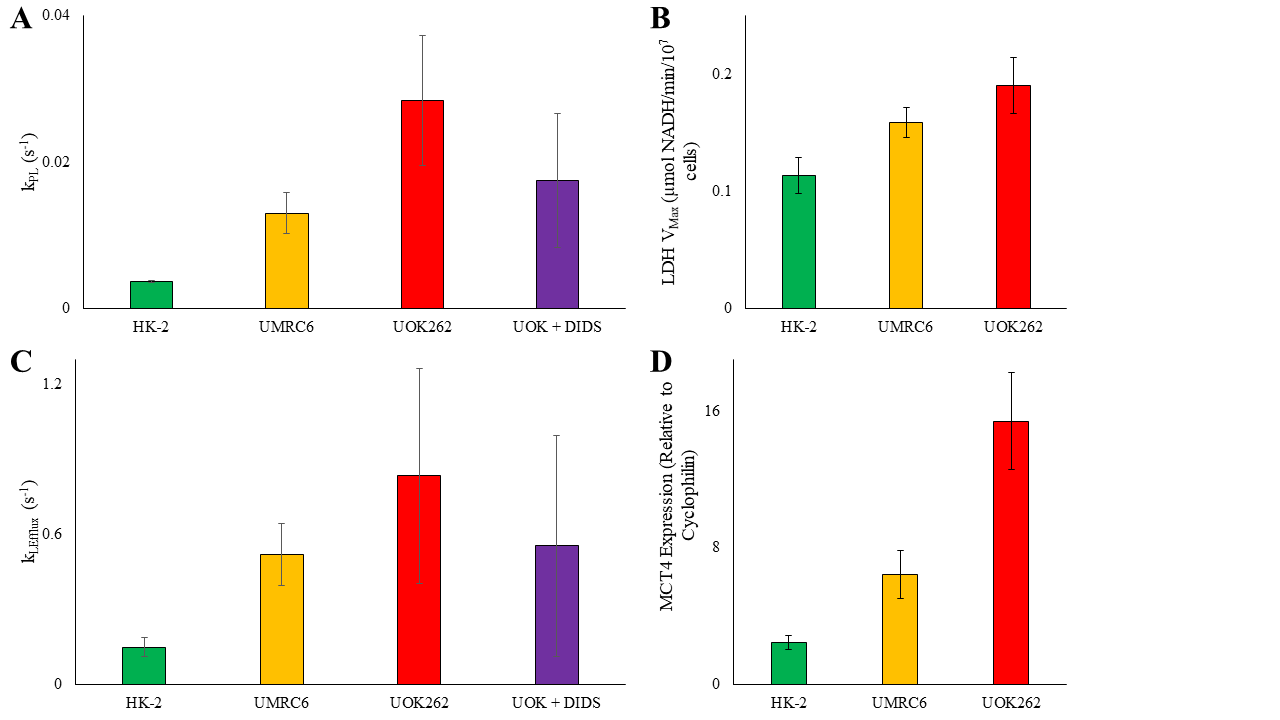 A
0.04
0.02
0
kPL (s-1)
HK-2
UMRC6
UOK262
UOK + DIDS
B
LDH VMax (µmol NADH/min/107
cells)
0.2
0.1
0
HK-2
UMRC6
UOK262
C
1.2
0.6
0
kLEfflux (s-1)
HK-2
UMRC6
UOK262
UOK + DIDS
D
MCT4 Expression (Relative to
Cyclophilin)
16
8
0
HK-2
UMRC6
UOK262